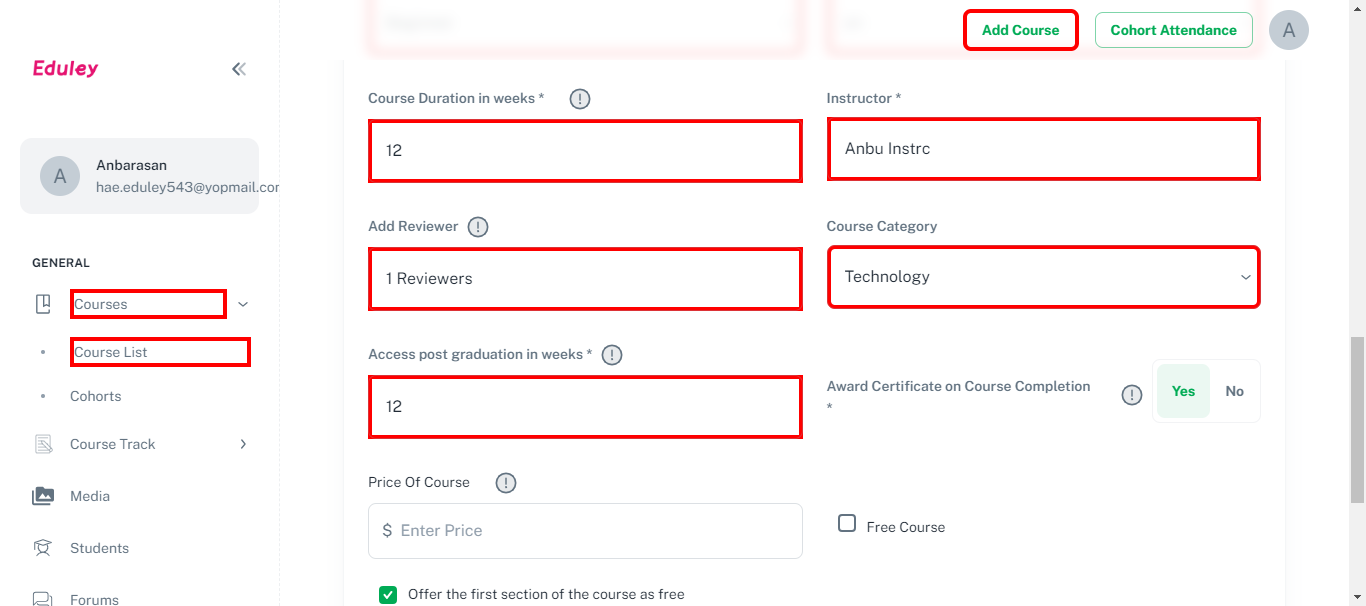 Add Course
Cohort Attendance
A
Eduley
Course Duration in weeks *
Instructor *
12
Anbu Instrc
A
Anbarasan
hae.eduley543@yopmail.com
Add Reviewer
Course Category
1 Reviewers
Technology
GENERAL
Courses
Course List
Cohorts
Course Track
Media
Students
Forums
Access post graduation in weeks *
12
Award Certificate on Course Completion
*
Yes
No
Price Of Course
$ Enter Price
Free Course
Offer the first section of the course as free